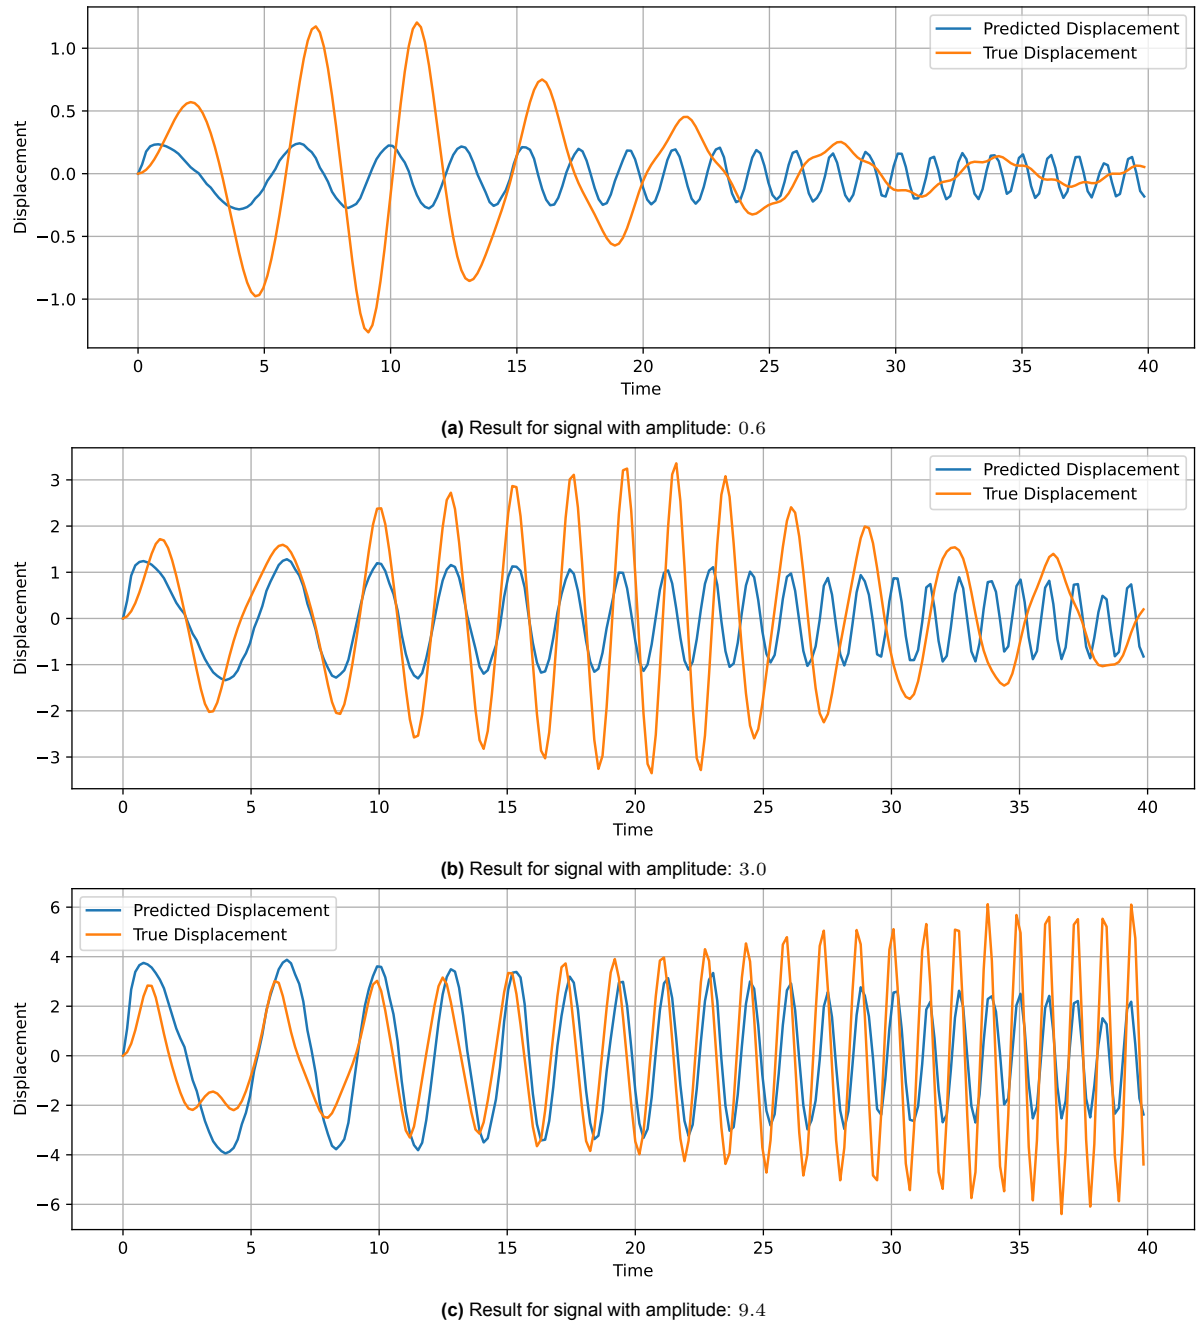 1.0
0.5
0.0
−0.5
−1.0
Displacement
Predicted Displacement
True Displacement
0 5 10 15 20 25 30 35 40
Time
(a) Result for signal with amplitude: 0.6
3
2
1
0
−1
−2
−3
Displacement
Predicted Displacement
True Displacement
0 5 10 15 20 25 30 35 40
Time
(b) Result for signal with amplitude: 3.0
6
4
2
0
−2
−4
−6
Displacement
Predicted Displacement
True Displacement
0 5 10 15 20 25 30 35 40
Time
(c) Result for signal with amplitude: 9.4